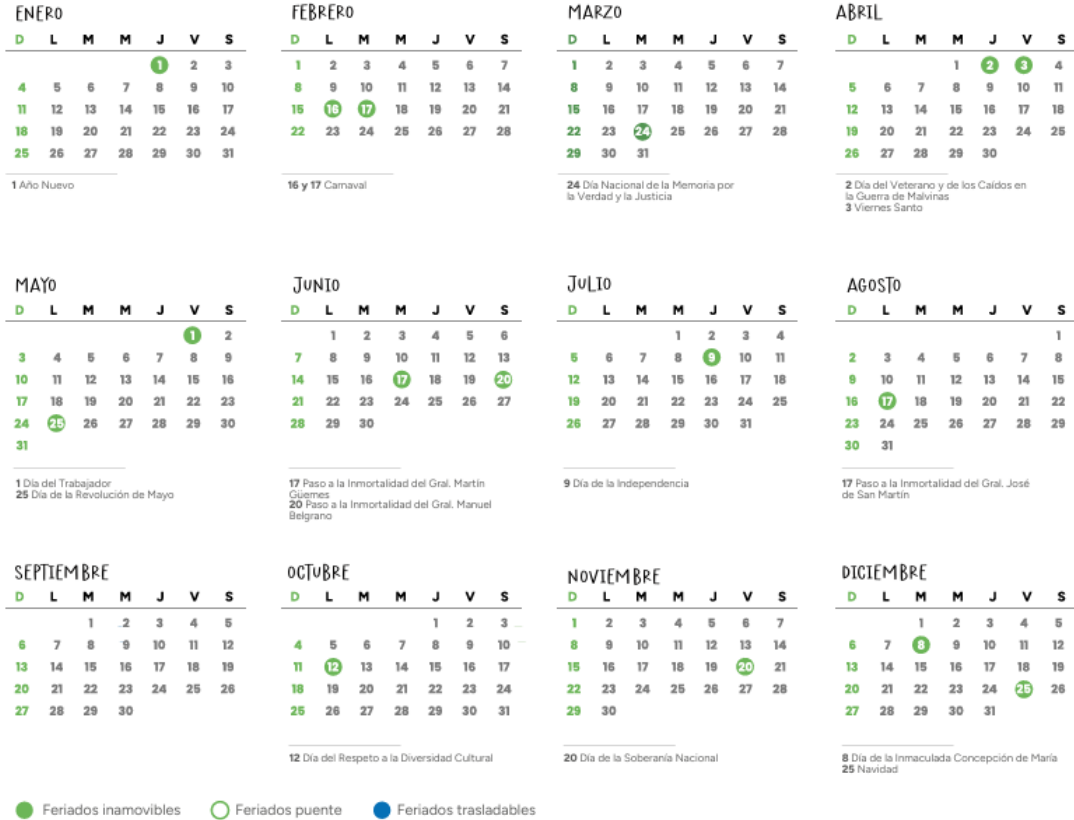 ENERO
D L M M J V S
1 2 3
4 5 6 7 8 9 10
11 12 13 14 15 16 17
18 19 20 21 22 23 24
25 26 27 28 29 30 31
1 Año Nuevo
FEBRERO
D L M M J V S
1 2 3 4 5 6 7
8 9 10 11 12 13 14
15 16 17 18 19 20 21
22 23 24 25 26 27 28
16 y 17 Carnaval
MARZO
D L M M J V S
1 2 3 4 5 6 7
8 9 10 11 12 13 14
15 16 17 18 19 20 21
22 23 24 25 26 27 28
29 30 31
24 Día Nacional de la Memoria por
la Verdad y la Justicia
ABRIL
D L M M J V S
1 2 3 4
5 6 7 8 9 10 11
12 13 14 15 16 17 18
19 20 21 22 23 24 25
26 27 28 29 30
2 Día del Veterano y de los Caídos en
la Guerra de Malvinas
3 Viernes Santo
MAYO
D L M M J V S
1 2
3 4 5 6 7 8 9
10 11 12 13 14 15 16
17 18 19 20 21 22 23
24 25 26 27 28 29 30
31
1 Día del Trabajador
25 Día de la Revolución de Mayo
JUNIO
D L M M J V S
1 2 3 4 5 6
7 8 9 10 11 12 13
14 15 16 17 18 19 20
21 22 23 24 25 26 27
28 29 30
17 Paso a la Inmortalidad del Gral. Martín
Güemes
20 Paso a la Inmortalidad del Gral. Manuel
Belgrano
JULIO
D L M M J V S
1 2 3 4
5 6 7 8 9 10 11
12 13 14 15 16 17 18
19 20 21 22 23 24 25
26 27 28 29 30 31
9 Día de la Independencia
AGOSTO
D L M M J V S
1
2 3 4 5 6 7 8
9 10 11 12 13 14 15
16 17 18 19 20 21 22
23 24 25 26 27 28 29
30 31
17 Paso a la Inmortalidad del Gral. José
de San Martín
SEPTIEMBRE
D L M M J V S
1 2 3 4 5
6 7 8 9 10 11 12
13 14 15 16 17 18 19
20 21 22 23 24 25 26
27 28 29 30
OCTUBRE
D L M M J V S
1 2 3
4 5 6 7 8 9 10
11 12 13 14 15 16 17
18 19 20 21 22 23 24
25 26 27 28 29 30 31
12 Día del Respeto a la Diversidad Cultural
NOVIEMBRE
D L M M J V S
1 2 3 4 5 6 7
8 9 10 11 12 13 14
15 16 17 18 19 20 21
22 23 24 25 26 27 28
29 30
20 Día de la Soberanía Nacional
DICIEMBRE
D L M M J V S
1 2 3 4 5
6 7 8 9 10 11 12
13 14 15 16 17 18 19
20 21 22 23 24 25 26
27 28 29 30 31
8 Día de la Inmaculada Concepción de María
25 Navidad
Feriados inamovibles
Feriados puente
Feriados trasladables